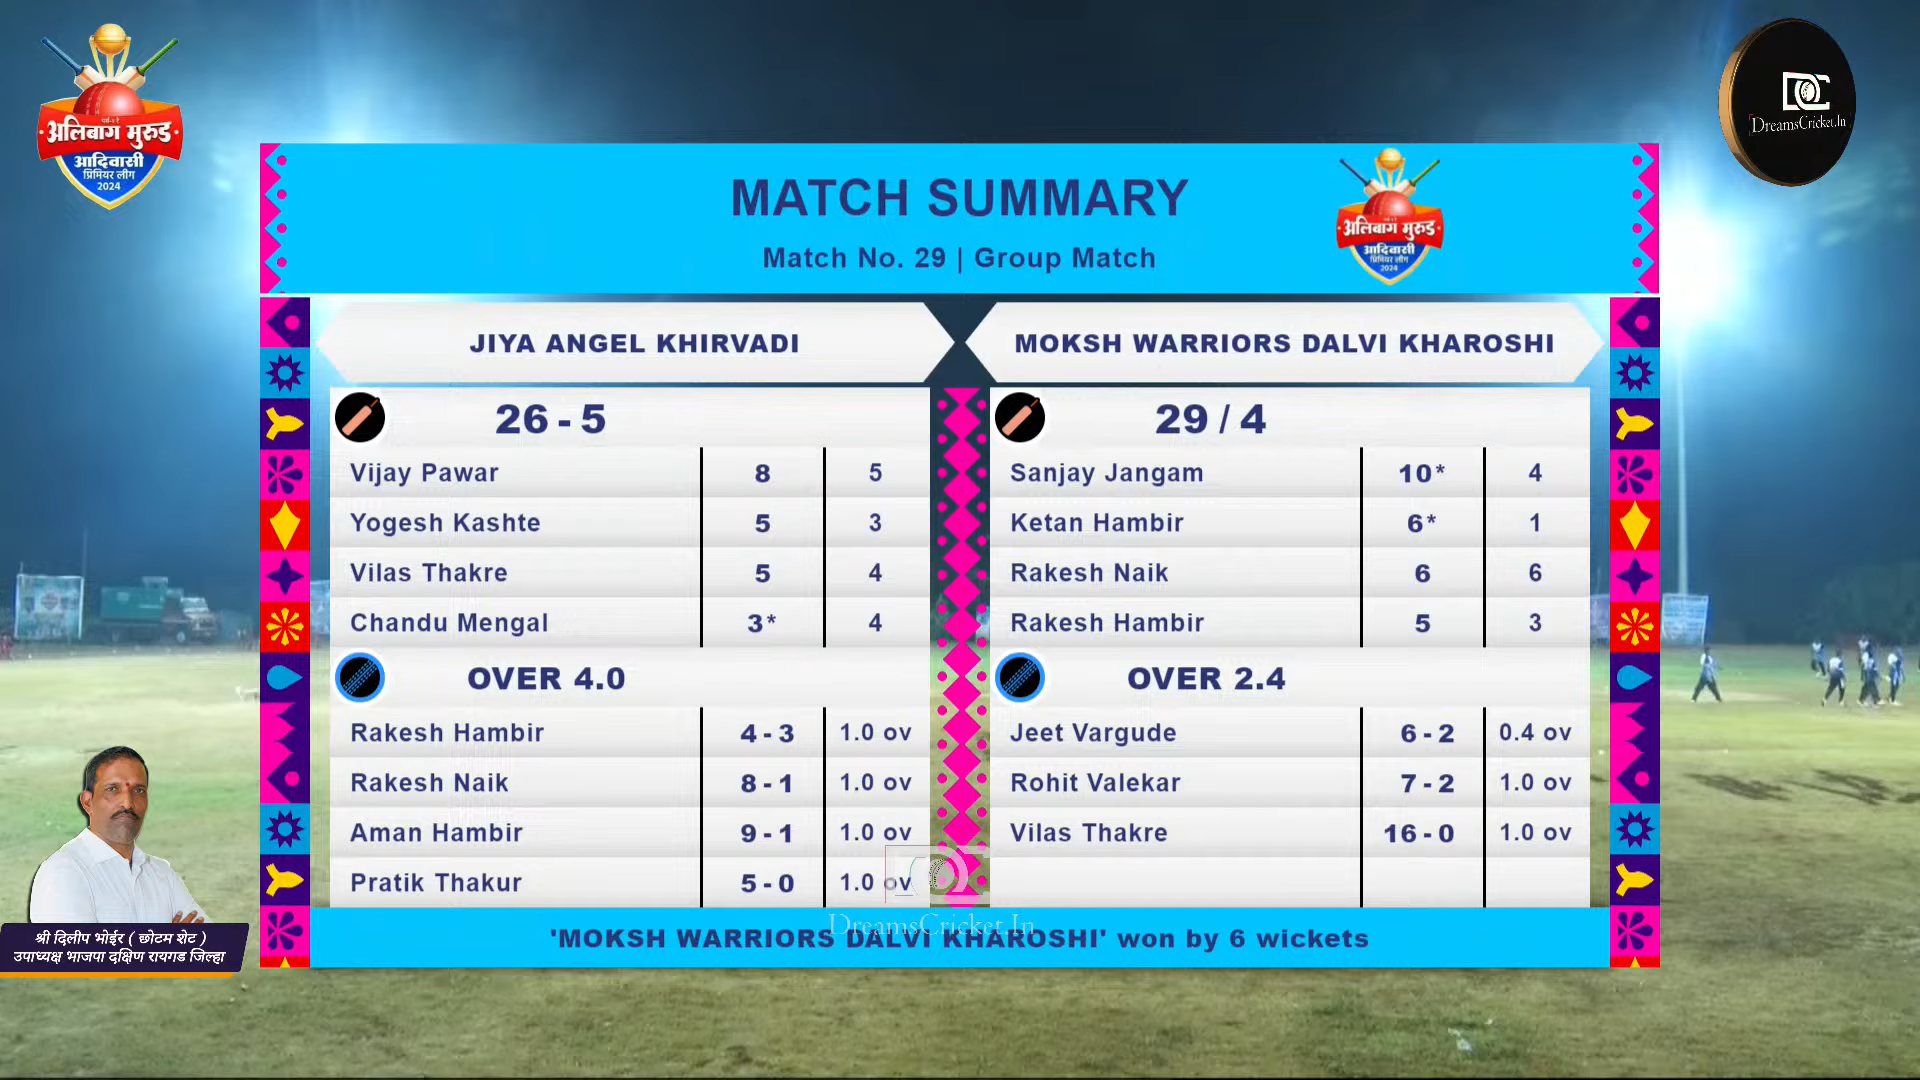 अलिबाग मुरुड
आदिवासी
प्रिमियर लीग
2024
DC
DreamsCricket.In
MATCH SUMMARY
Match No. 29 | Group Match
अलिबाग मुरुड
आदिवासी
प्रिमियर लीग
2024
JIYA ANGEL KHIRVADI
MOKSH WARRIORS DALVI KHAROSHI
26 - 5
Vijay Pawar 8 5
Yogesh Kashte 5 3
Vilas Thakre 5 4
Chandu Mengal 3* 4
OVER 4.0
Rakesh Hambir 4 - 3 1.0 ov
Rakesh Naik 8 - 1 1.0 ov
Aman Hambir 9 - 1 1.0 ov
Pratik Thakur 5 - 0 1.0 ov
29 / 4
Sanjay Jangam 10* 4
Ketan Hambir 6* 1
Rakesh Naik 6 6
Rakesh Hambir 5 3
OVER 2.4
Jeet Vargude 6 - 2 0.4 ov
Rohit Valekar 7 - 2 1.0 ov
Vilas Thakre 16 - 0 1.0 ov
DreamsCricket.In
'MOKSH WARRIORS DALVI KHAROSHI' won by 6 wickets
श्री दिलीप भोईर ( छोटम शेट )
उपाध्यक्ष भाजपा दक्षिण रायगड जिल्हा